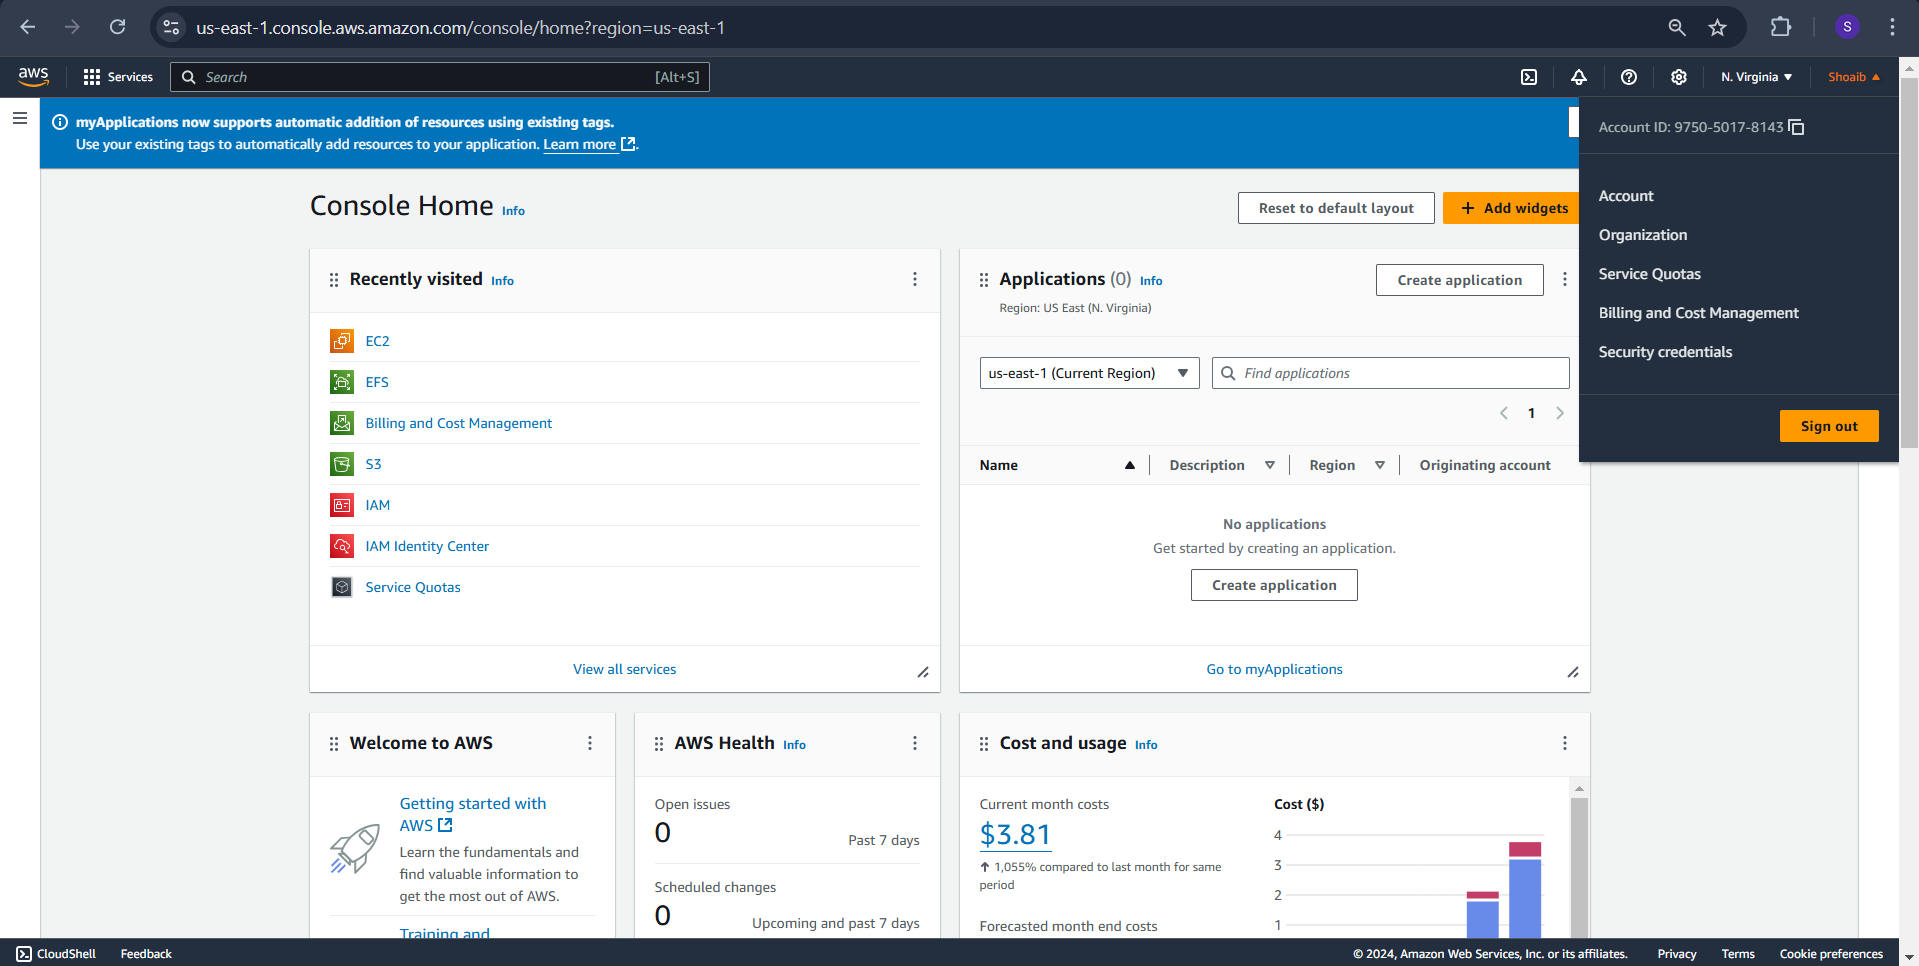 us-east-1.console.aws.amazon.com/console/home?region=us-east-1
S
aws
Services
Search
[Alt+S]
N. Virginia
Shoaib
myApplications now supports automatic addition of resources using existing tags.
Use your existing tags to automatically add resources to your application. Learn more
Account ID: 9750-5017-8143
Account
Organization
Service Quotas
Billing and Cost Management
Security credentials
Sign out
Console Home Info
Reset to default layout
+ Add widgets
Recently visited Info
EC2
EFS
Billing and Cost Management
S3
IAM
IAM Identity Center
Service Quotas
View all services
Applications (0) Info
Region: US East (N. Virginia)
Create application
us-east-1 (Current Region)
Find applications
1
Name
Description
Region
Originating account
No applications
Get started by creating an application.
Create application
Go to myApplications
Welcome to AWS
Getting started with
AWS
Learn the fundamentals and
find valuable information to
get the most out of AWS.
Training and
AWS Health Info
Open issues
0
Past 7 days
Scheduled changes
0
Upcoming and past 7 days
Cost and usage Info
Current month costs
$3.81
1,055% compared to last month for same
period
Forecasted month end costs
Cost ($)
4
3
2
1
CloudShell
Feedback
© 2024, Amazon Web Services, Inc. or its affiliates.
Privacy
Terms
Cookie preferences